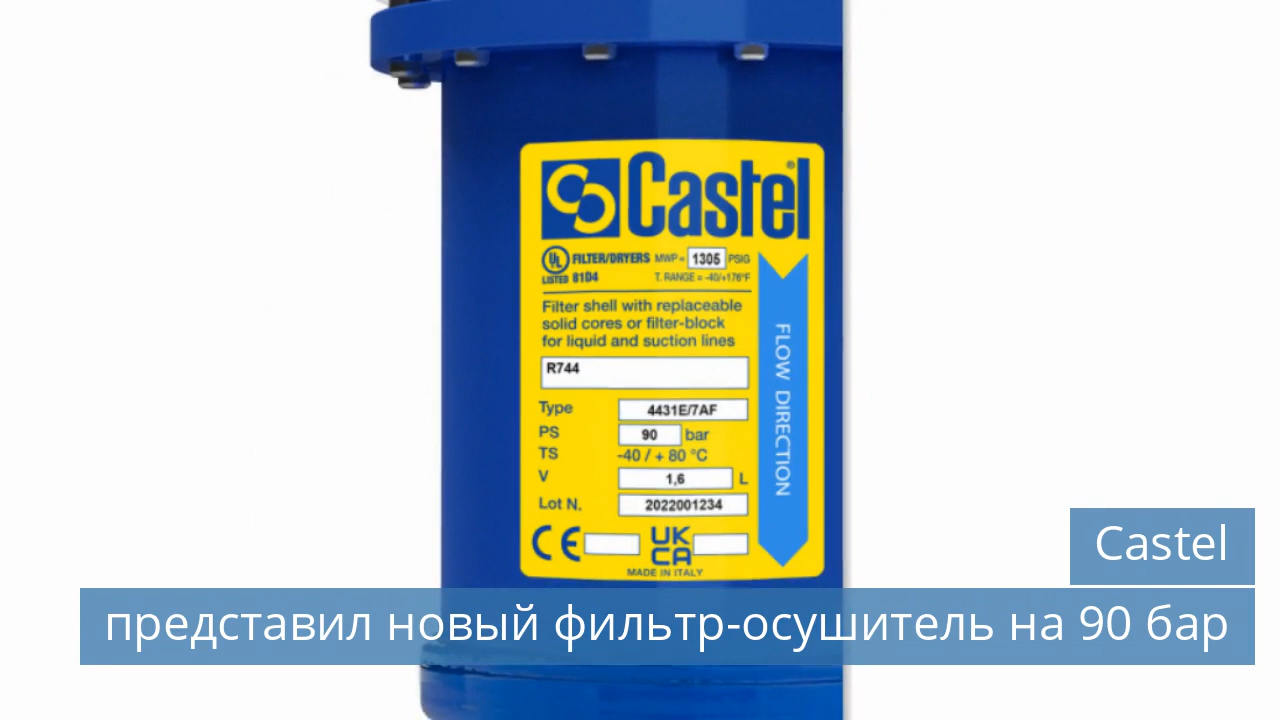 Castel®
UL LISTED FILTER/DRYERS 81D4
MWP = 1305 PSIG
T. RANGE = -40/+176°F
Filter shell with replaceable
solid cores or filter-block
for liquid and suction lines
R744
Type 4431E/7AF
PS 90 bar
TS -40 / + 80 °C
V 1,6 L
Lot N. 2022001234
CE UK CA
MADE IN ITALY
FLOW DIRECTION
Castel
представил новый фильтр-осушитель на 90 бар